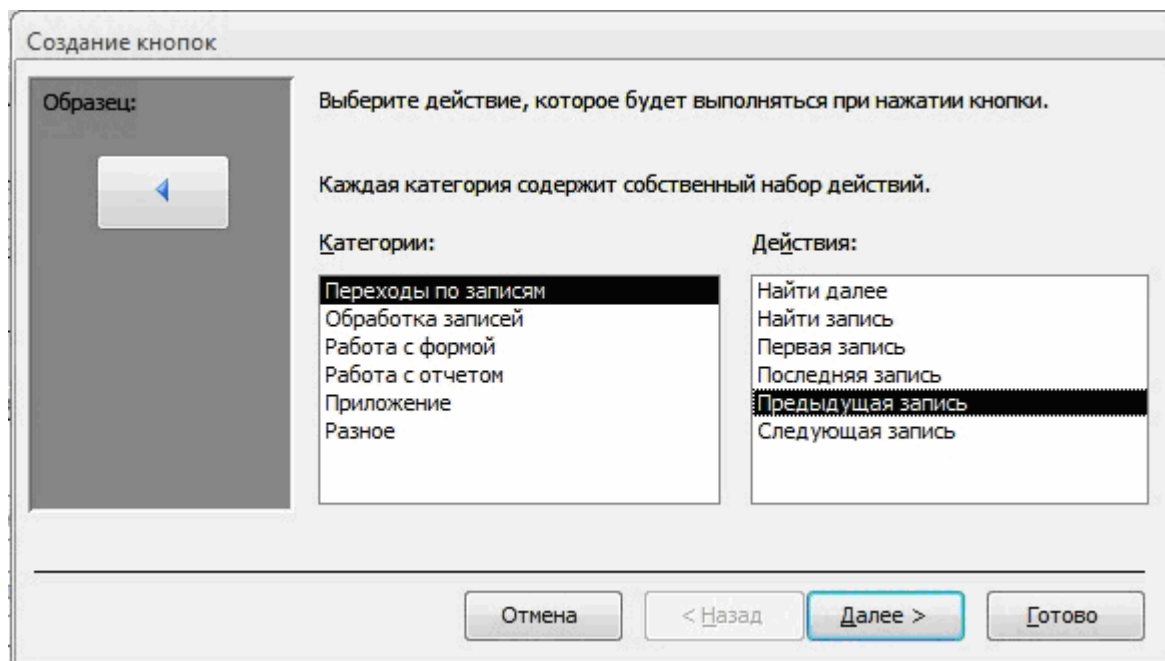 Создание кнопок
Образец:
Выберите действие, которое будет выполняться при нажатии кнопки.
Каждая категория содержит собственный набор действий.
Категории:
Переходы по записям
Обработка записей
Работа с формой
Работа с отчетом
Приложение
Разное
Действия:
Найти далее
Найти запись
Первая запись
Последняя запись
Предыдущая запись
Следующая запись
Отмена
< Назад
Далее >
Готово